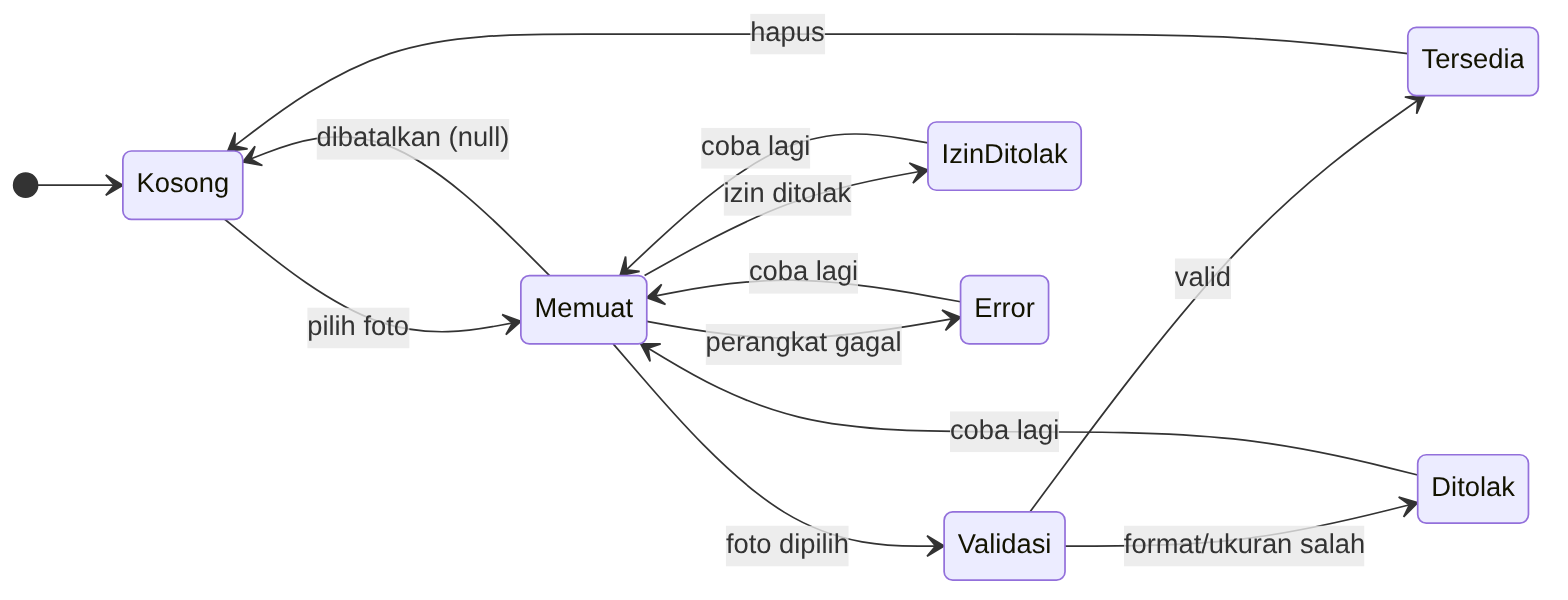 hapus
Tersedia
dibatalkan (null)
coba lagi
IzinDitolak
Kosong
izin ditolak
coba lagi
valid
Memuat
Error
pilih foto
perangkat gagal
coba lagi
Ditolak
foto dipilih
Validasi
format/ukuran salah